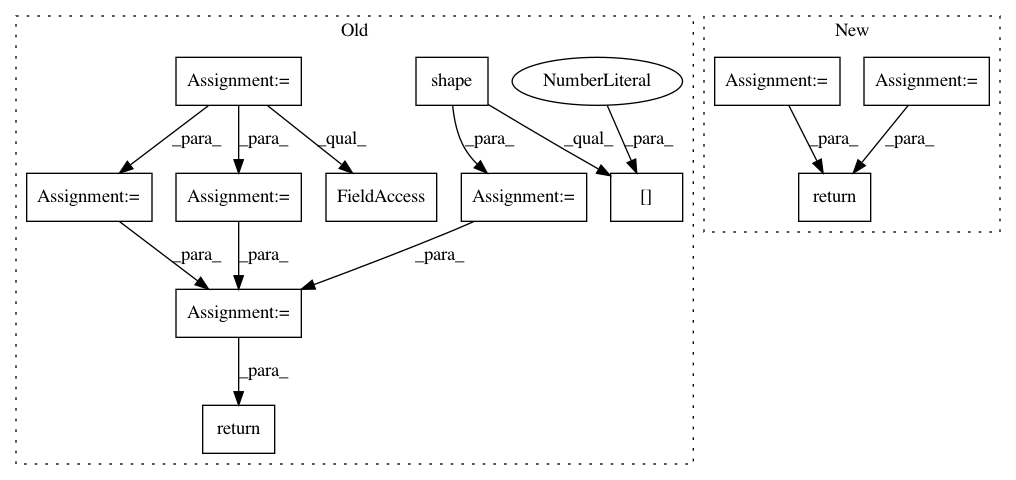 Old
New
Assignment:=
shape
NumberLiteral
Assignment:=
Assignment:=
_para_
_para_
_qual_
_para_
_qual_
_para_
_para_
_para_
Assignment:=
Assignment:=
FieldAccess
Assignment:=
[]
return
_para_
_para_
_para_
Assignment:=
_para_
return